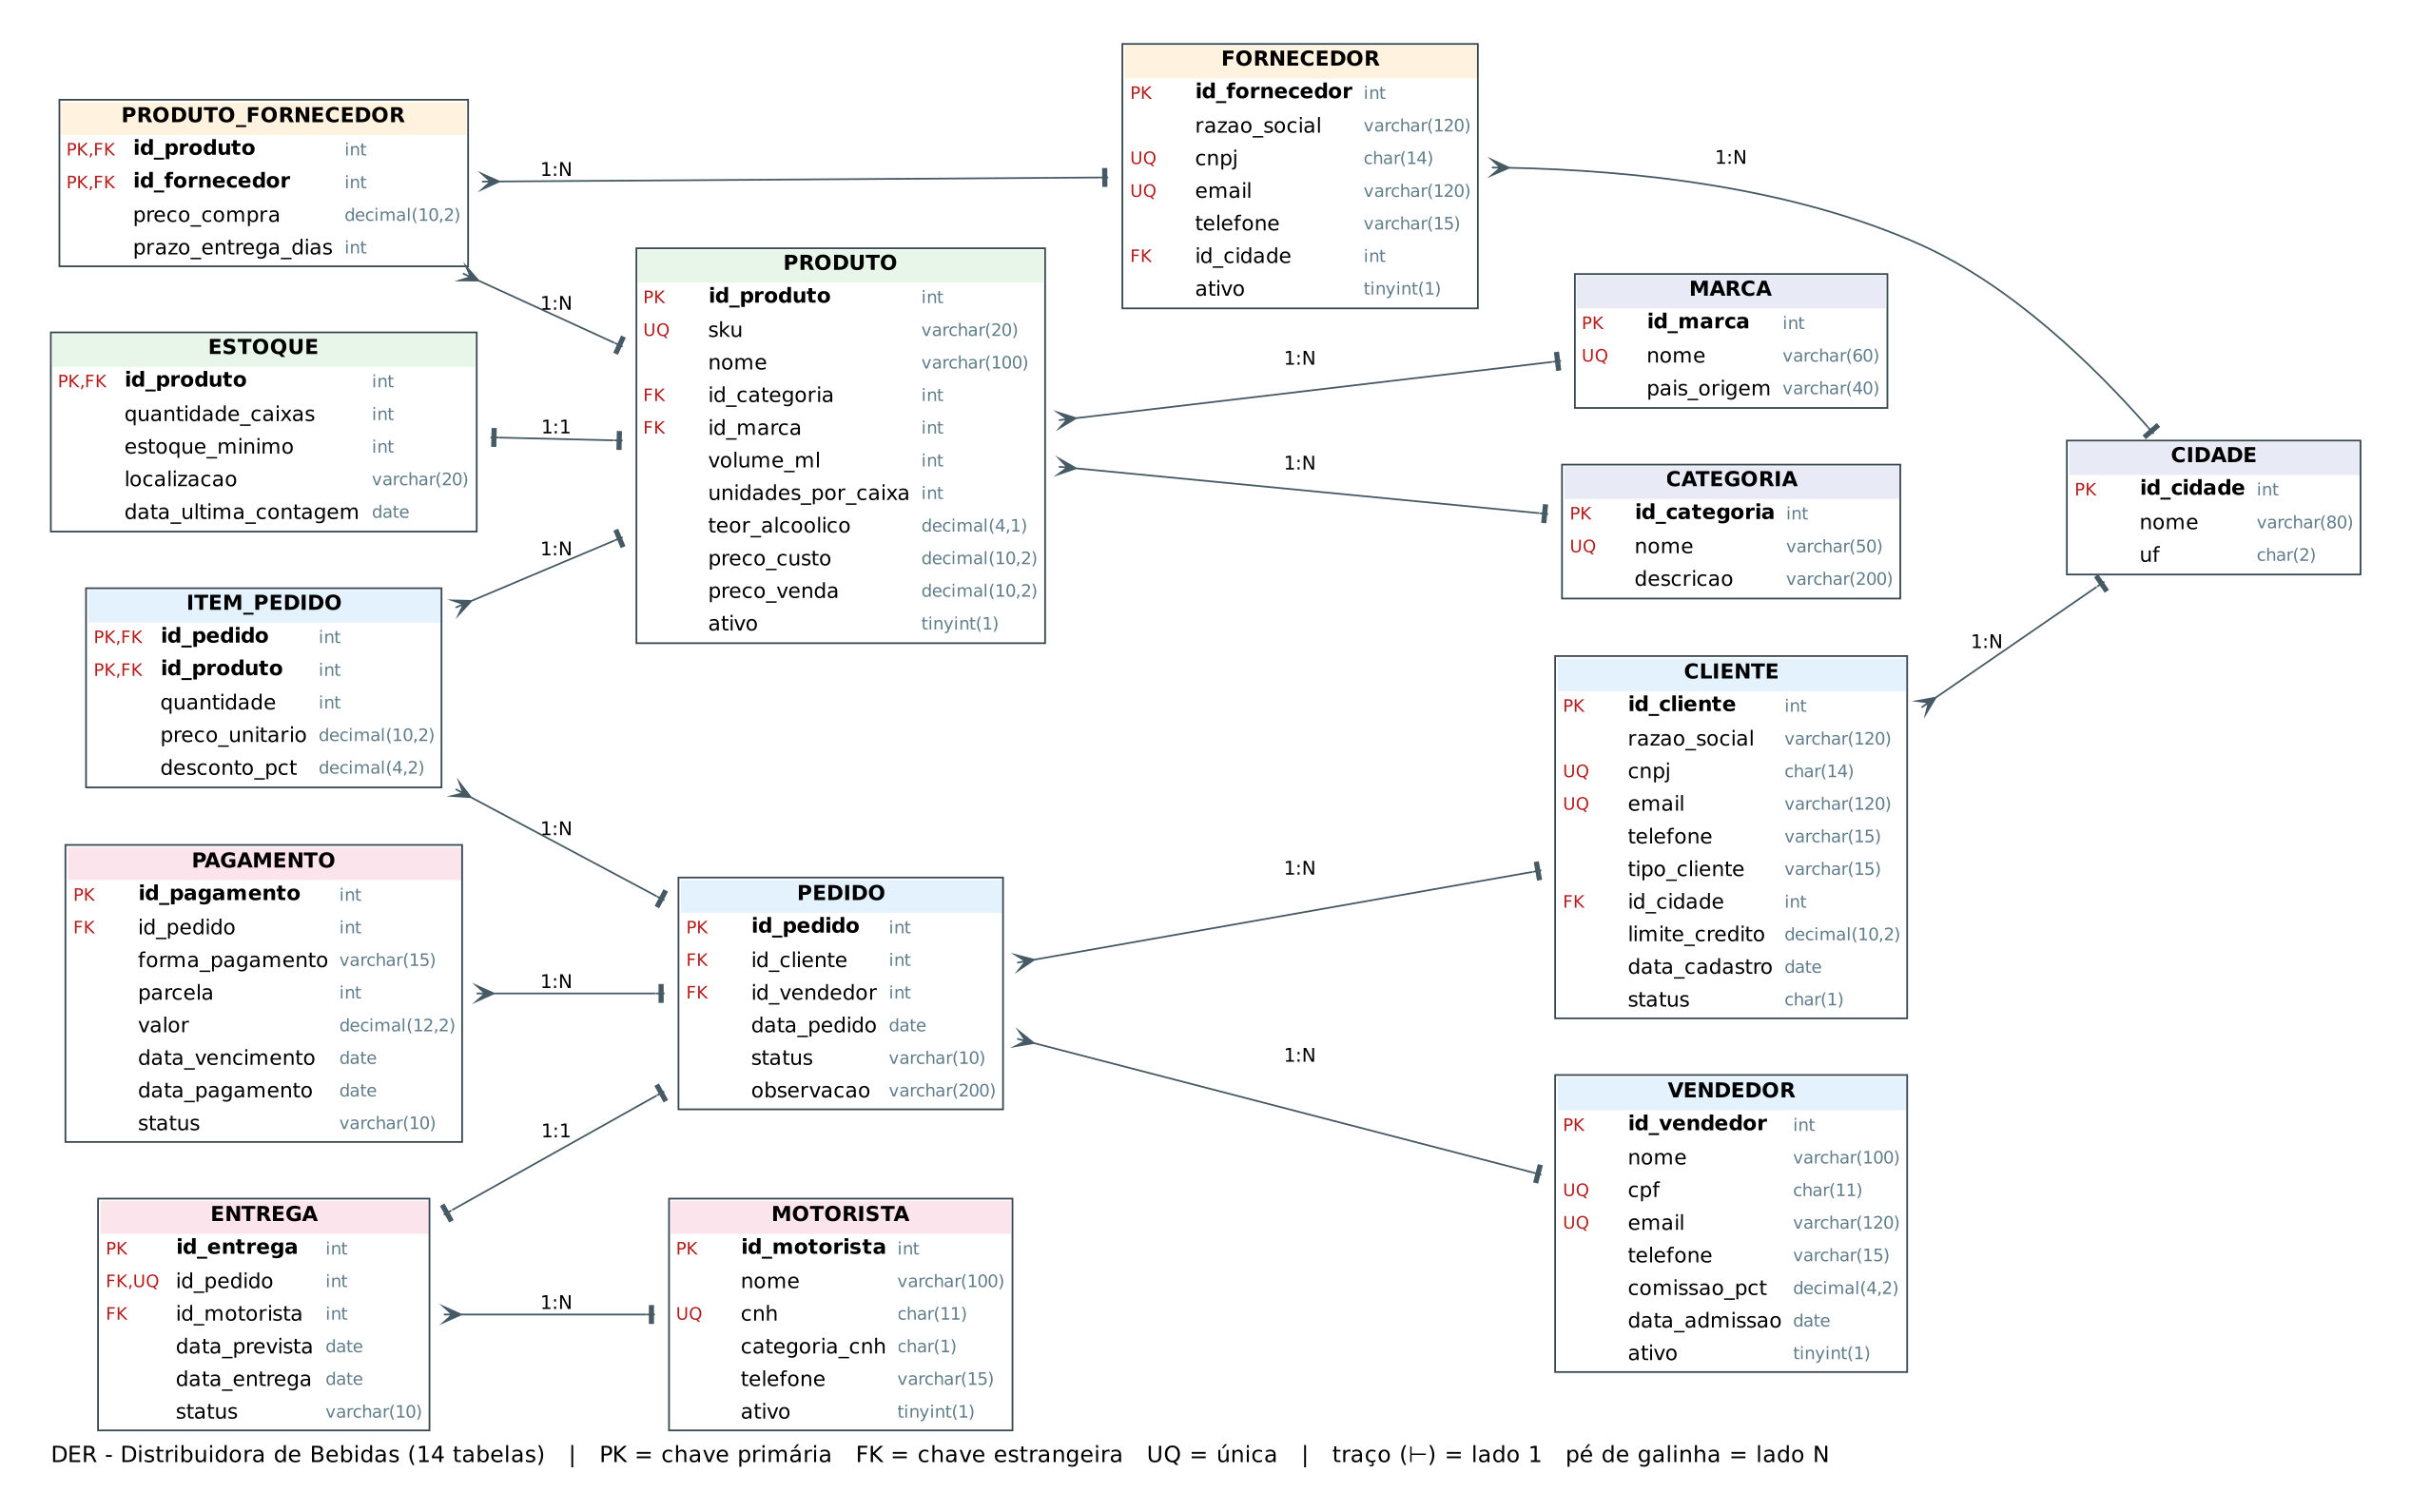 FORNECEDOR
PK id_fornecedor int
razao_social varchar(120)
UQ cnpj char(14)
UQ email varchar(120)
telefone varchar(15)
FK id_cidade int
ativo tinyint(1)
PRODUTO_FORNECEDOR
PK,FK id_produto int
PK,FK id_fornecedor int
preco_compra decimal(10,2)
prazo_entrega_dias int
1:N
1:N
1:N
PRODUTO
PK id_produto int
UQ sku varchar(20)
nome varchar(100)
FK id_categoria int
FK id_marca int
volume_ml int
unidades_por_caixa int
teor_alcoolico decimal(4,1)
preco_custo decimal(10,2)
preco_venda decimal(10,2)
ativo tinyint(1)
MARCA
PK id_marca int
UQ nome varchar(60)
pais_origem varchar(40)
1:N
ESTOQUE
PK,FK id_produto int
quantidade_caixas int
estoque_minimo int
localizacao varchar(20)
data_ultima_contagem date
1:1
1:N
CATEGORIA
PK id_categoria int
UQ nome varchar(50)
descricao varchar(200)
CIDADE
PK id_cidade int
nome varchar(80)
uf char(2)
1:N
1:N
ITEM_PEDIDO
PK,FK id_pedido int
PK,FK id_produto int
quantidade int
preco_unitario decimal(10,2)
desconto_pct decimal(4,2)
1:N
CLIENTE
PK id_cliente int
razao_social varchar(120)
UQ cnpj char(14)
UQ email varchar(120)
telefone varchar(15)
tipo_cliente varchar(15)
FK id_cidade int
limite_credito decimal(10,2)
data_cadastro date
status char(1)
1:N
PAGAMENTO
PK id_pagamento int
FK id_pedido int
forma_pagamento varchar(15)
parcela int
valor decimal(12,2)
data_vencimento date
data_pagamento date
status varchar(10)
1:N
PEDIDO
PK id_pedido int
FK id_cliente int
FK id_vendedor int
data_pedido date
status varchar(10)
observacao varchar(200)
1:N
1:1
VENDEDOR
PK id_vendedor int
nome varchar(100)
UQ cpf char(11)
UQ email varchar(120)
telefone varchar(15)
comissao_pct decimal(4,2)
data_admissao date
ativo tinyint(1)
ENTREGA
PK id_entrega int
FK,UQ id_pedido int
FK id_motorista int
data_prevista date
data_entrega date
status varchar(10)
1:N
MOTORISTA
PK id_motorista int
nome varchar(100)
UQ cnh char(11)
categoria_cnh char(1)
telefone varchar(15)
ativo tinyint(1)
DER - Distribuidora de Bebidas (14 tabelas) | PK = chave primária FK = chave estrangeira UQ = única | traço (⊢) = lado 1 pé de galinha = lado N